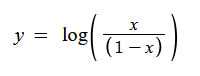 y = log( x / (1 − x) )